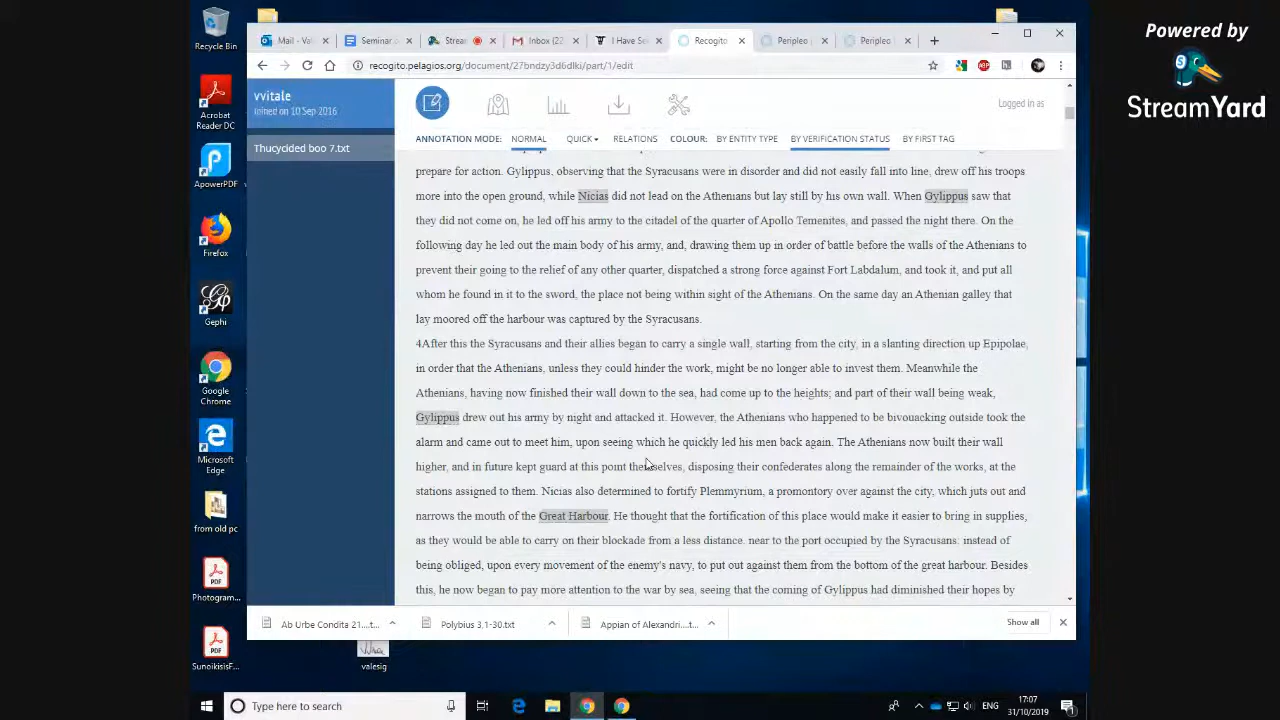 Powered by
StreamYard
Recycle Bin
Acrobat
Reader DC
ApowerPDF
Firefox
Gephi
Google
Chrome
Microsoft
Edge
from old pc
Photogram...
SunoikisisF...
valesig
Mail - Val
Seminar
Strea
Inbox (22
I Have Se
Recogito
Peripleo
Peripleo
recogito.pelagios.org/document/27bndzy3d6dlki/part/1/edit
vvitale
Joined on 10 Sep 2016
Thucycided boo 7.txt
Logged in as
ANNOTATION MODE: NORMAL QUICK RELATIONS COLOUR: BY ENTITY TYPE BY VERIFICATION STATUS BY FIRST TAG
prepare for action. Gylippus, observing that the Syracusans were in disorder and did not easily fall into line, drew off his troops
more into the open ground, while Nicias did not lead on the Athenians but lay still by his own wall. When Gylippus saw that
they did not come on, he led off his army to the citadel of the quarter of Apollo Temenites, and passed the night there. On the
following day he led out the main body of his army, and, drawing them up in order of battle before the walls of the Athenians to
prevent their going to the relief of any other quarter, dispatched a strong force against Fort Labdalum, and took it, and put all
whom he found in it to the sword, the place not being within sight of the Athenians. On the same day an Athenian galley that
lay moored off the harbour was captured by the Syracusans.
4After this the Syracusans and their allies began to carry a single wall, starting from the city, in a slanting direction up Epipolae,
in order that the Athenians, unless they could hinder the work, might be no longer able to invest them. Meanwhile the
Athenians, having now finished their wall down to the sea, had come up to the heights; and part of their wall being weak,
Gylippus drew out his army by night and attacked it. However, the Athenians who happened to be bivouacking outside took the
alarm and came out to meet him, upon seeing which he quickly led his men back again. The Athenians now built their wall
higher, and in future kept guard at this point themselves, disposing their confederates along the remainder of the works, at the
stations assigned to them. Nicias also determined to fortify Plemmyrium, a promontory over against the city, which juts out and
narrows the mouth of the Great Harbour. He thought that the fortification of this place would make it easier to bring in supplies,
as they would be able to carry on their blockade from a less distance, near to the port occupied by the Syracusans; instead of
being obliged, upon every movement of the enemy's navy, to put out against them from the bottom of the great harbour. Besides
this, he now began to pay more attention to the war by sea, seeing that the coming of Gylippus had diminished their hopes by
Ab Urbe Condita 21....t...
Polybius 3,1-30.txt
Appian of Alexandri....t...
Show all
Type here to search
ENG
17:07
31/10/2019